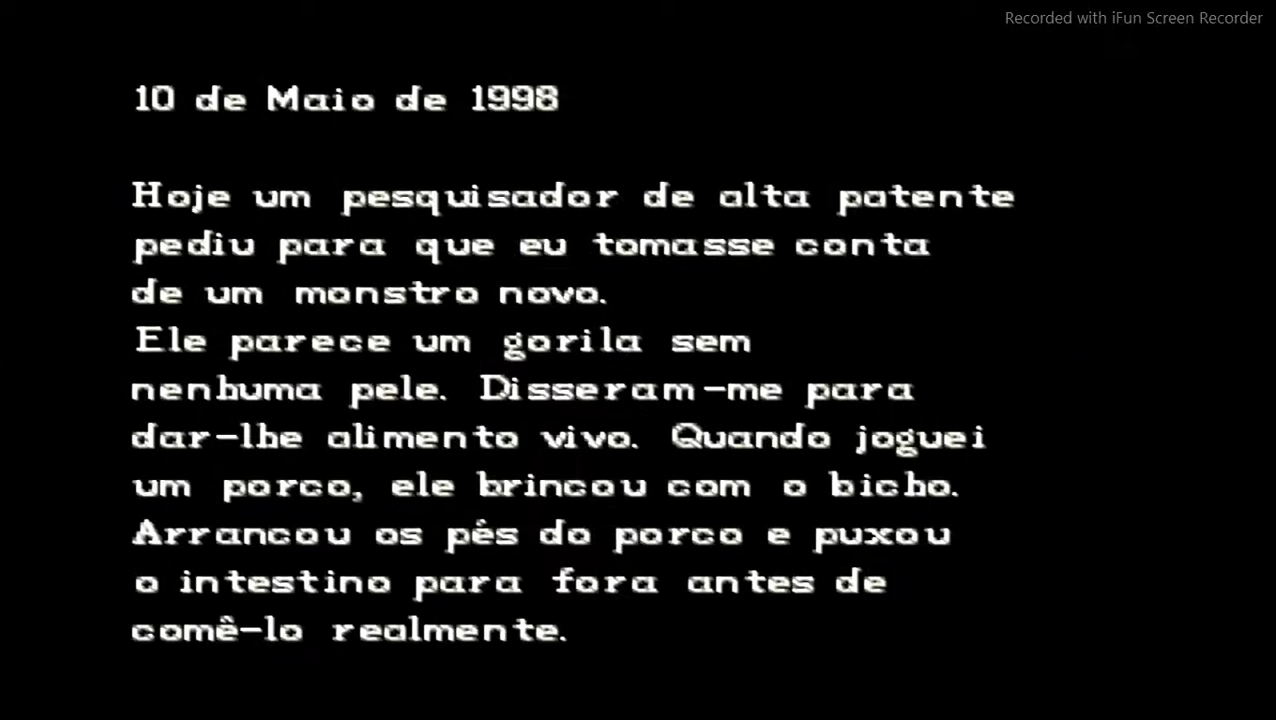 Recorded with iFun Screen Recorder
10 de Maio de 1998
Hoje um pesquisador de alta patente
pediu para que eu tomasse conta
de um monstro novo.
Ele parece um gorila sem
nenhuma pele. Disseram-me para
dar-lhe alimento vivo. Quando joguei
um porco, ele brincou com o bicho.
Arrancou os pés do porco e puxou
o intestino para fora antes de
comê-lo realmente.